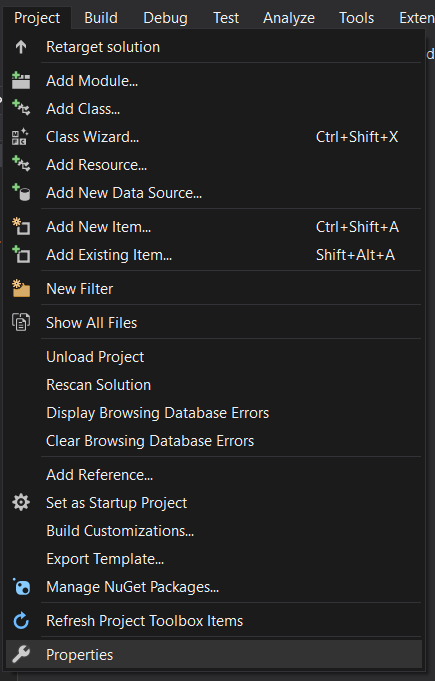 Project Build Debug Test Analyze Tools Exten
Retarget solution
Add Module...
Add Class...
Class Wizard... Ctrl+Shift+X
Add Resource...
Add New Data Source...
Add New Item... Ctrl+Shift+A
Add Existing Item... Shift+Alt+A
New Filter
Show All Files
Unload Project
Rescan Solution
Display Browsing Database Errors
Clear Browsing Database Errors
Add Reference...
Set as Startup Project
Build Customizations...
Export Template...
Manage NuGet Packages...
Refresh Project Toolbox Items
Properties